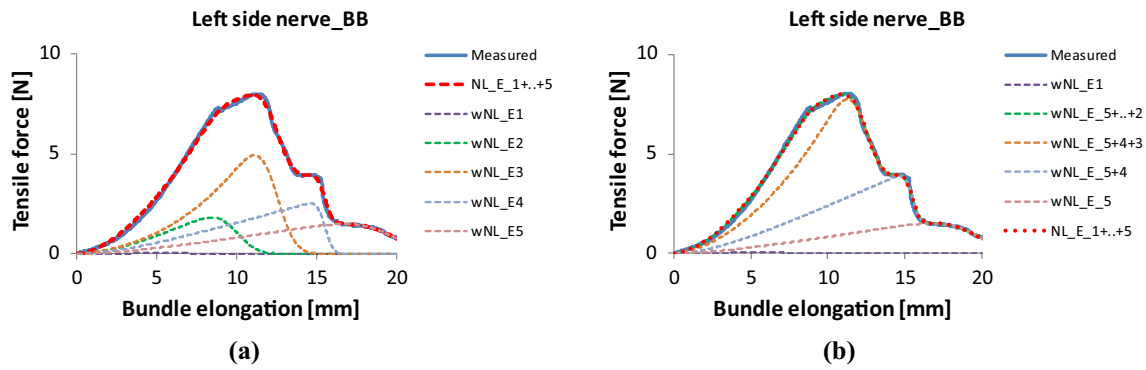 Left side nerve_BB
10
5
0
0 5 10 15 20
Tensile force [N]
Bundle elongation [mm]
Measured
NL_E_1+..+5
wNL_E1
wNL_E2
wNL_E3
wNL_E4
wNL_E5
(a)
Left side nerve_BB
10
5
0
0 5 10 15 20
Tensile force [N]
Bundle elongation [mm]
Measured
wNL_E1
wNL_E_5+..+2
wNL_E_5+4+3
wNL_E_5+4
wNL_E_5
NL_E_1+..+5
(b)